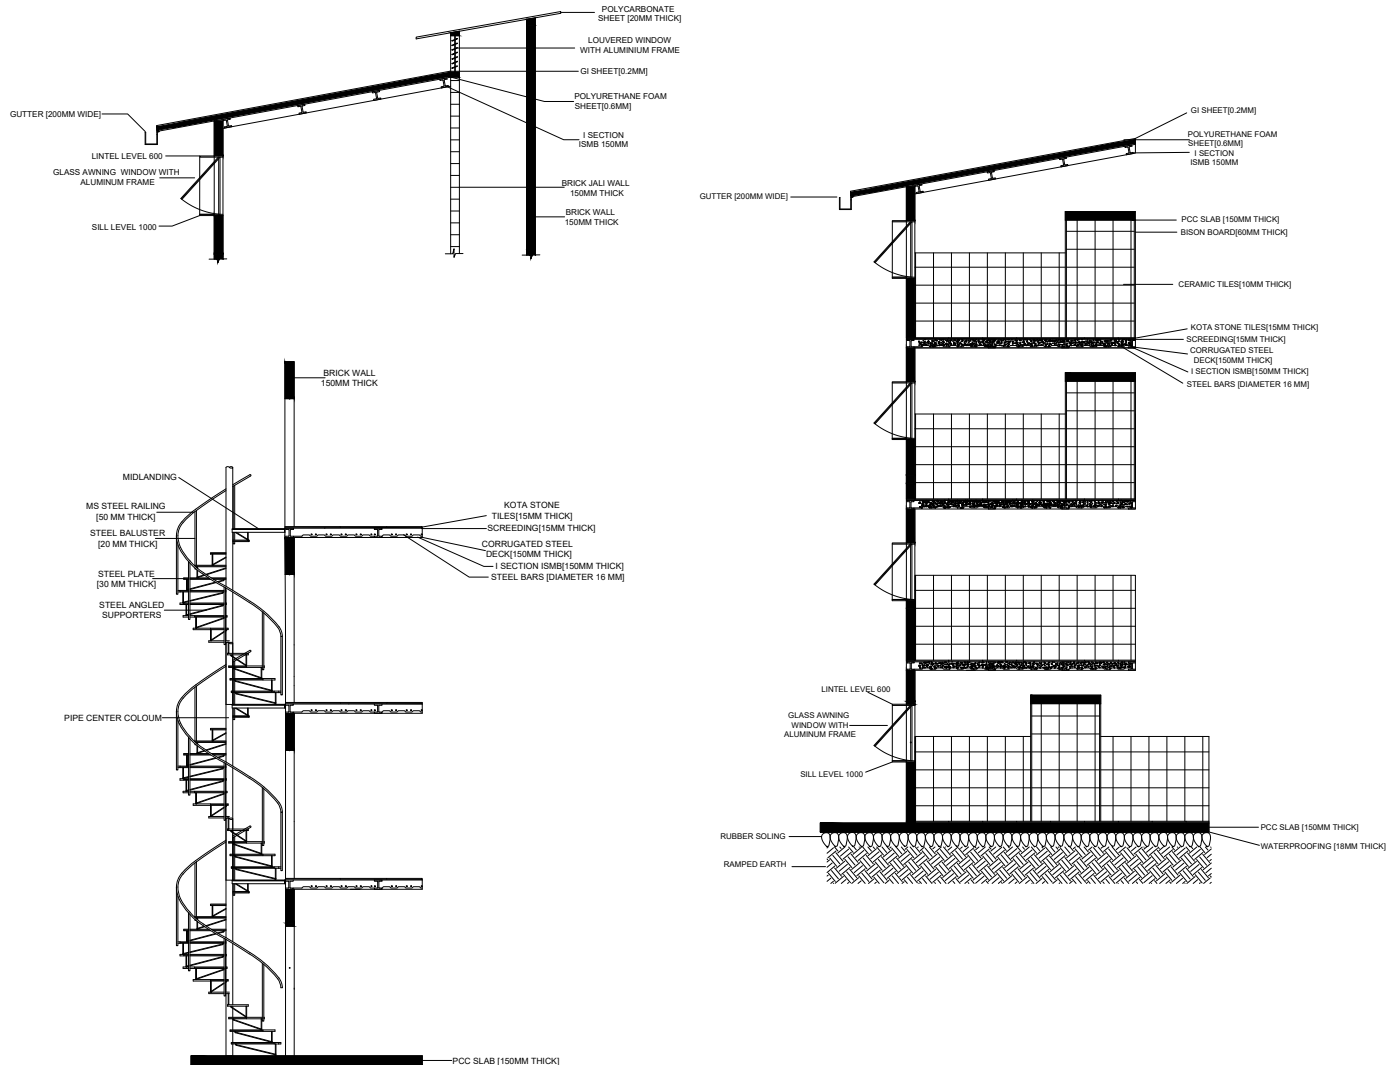 POLYCARBONATE
SHEET [20MM THICK]
LOUVERED WINDOW
WITH ALUMINIUM FRAME
GI SHEET[0.2MM]
POLYURETHANE FOAM
SHEET[0.6MM]
GUTTER [200MM WIDE]
I SECTION
ISMB 150MM
LINTEL LEVEL 600
GLASS AWNING WINDOW WITH
ALUMINUM FRAME
BRICK JALI WALL
150MM THICK
SILL LEVEL 1000
BRICK WALL
150MM THICK
BRICK WALL
150MM THICK
MIDLANDING
MS STEEL RAILING
[50 MM THICK]
STEEL BALUSTER
[20 MM THICK]
STEEL PLATE
[30 MM THICK]
STEEL ANGLED
SUPPORTERS
PIPE CENTER COLOUM
KOTA STONE
TILES[15MM THICK]
SCREEDING[15MM THICK]
CORRUGATED STEEL
DECK[150MM THICK]
I SECTION ISMB[150MM THICK]
STEEL BARS [DIAMETER 16 MM]
PCC SLAB [150MM THICK]
GI SHEET[0.2MM]
POLYURETHANE FOAM
SHEET[0.6MM]
I SECTION
ISMB 150MM
GUTTER [200MM WIDE]
PCC SLAB [150MM THICK]
BISON BOARD[60MM THICK]
CERAMIC TILES[10MM THICK]
KOTA STONE TILES[15MM THICK]
SCREEDING[15MM THICK]
CORRUGATED STEEL
DECK[150MM THICK]
I SECTION ISMB[150MM THICK]
STEEL BARS [DIAMETER 16 MM]
LINTEL LEVEL 600
GLASS AWNING
WINDOW WITH
ALUMINUM FRAME
SILL LEVEL 1000
RUBBER SOLING
RAMPED EARTH
PCC SLAB [150MM THICK]
WATERPROOFING [18MM THICK]